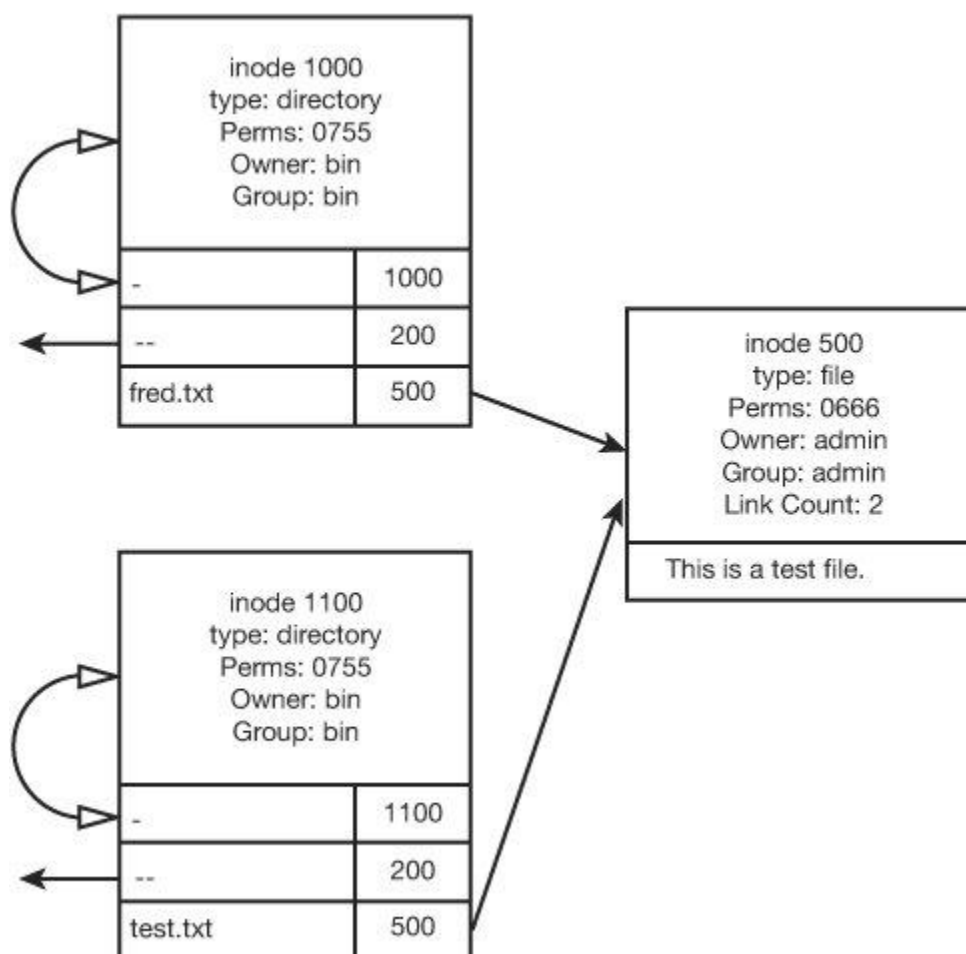 inode 1000
type: directory
Perms: 0755
Owner: bin
Group: bin
- 1000
-- 200
fred.txt 500
inode 500
type: file
Perms: 0666
Owner: admin
Group: admin
Link Count: 2
This is a test file.
inode 1100
type: directory
Perms: 0755
Owner: bin
Group: bin
- 1100
-- 200
test.txt 500